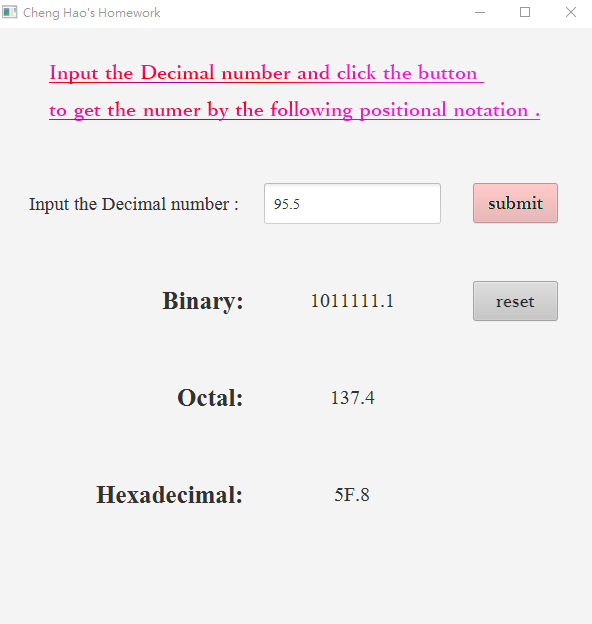 Cheng Hao's Homework
Input the Decimal number and click the button
to get the numer by the following positional notation .
Input the Decimal number : 95.5 submit
Binary: 1011111.1 reset
Octal: 137.4
Hexadecimal: 5F.8